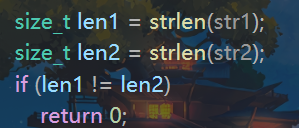 size_t len1 = strlen(str1);
size_t len2 = strlen(str2);
if (len1 != len2)
    return 0;